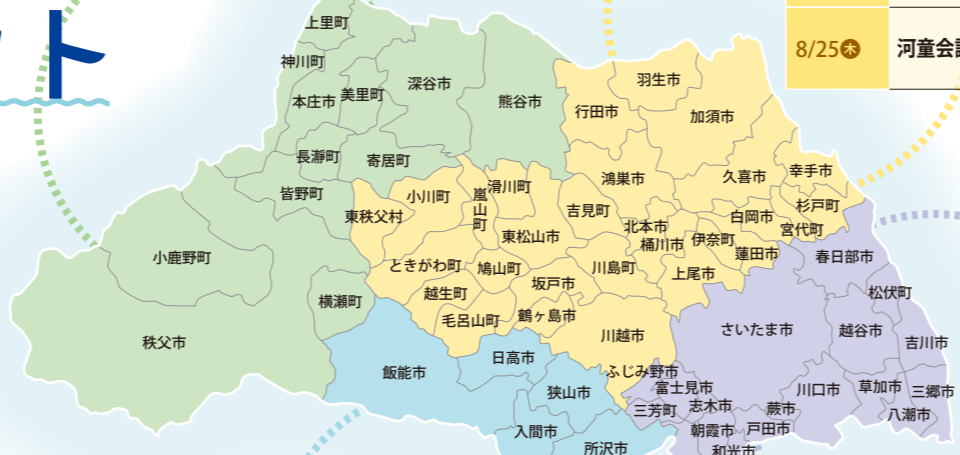 ト
8/25木
河童会
上里町
神川町
本庄市
美里町
深谷市
熊谷市
長瀞町
寄居町
皆野町
小鹿野町
秩父市
横瀬町
東秩父村
行田市
羽生市
加須市
鴻巣市
久喜市
幸手市
杉戸町
白岡市
宮代町
小川町
嵐山町
滑川町
吉見町
北本市
桶川市
伊奈町
蓮田市
東松山市
ときがわ町
鳩山町
川島町
上尾市
越生町
坂戸市
毛呂山町
鶴ヶ島市
川越市
ふじみ野市
飯能市
日高市
狭山市
入間市
所沢市
春日部市
松伏町
さいたま市
越谷市
吉川市
富士見市
三芳町
志木市
朝霞市
和光市
蕨市
戸田市
川口市
草加市
三郷市
八潮市